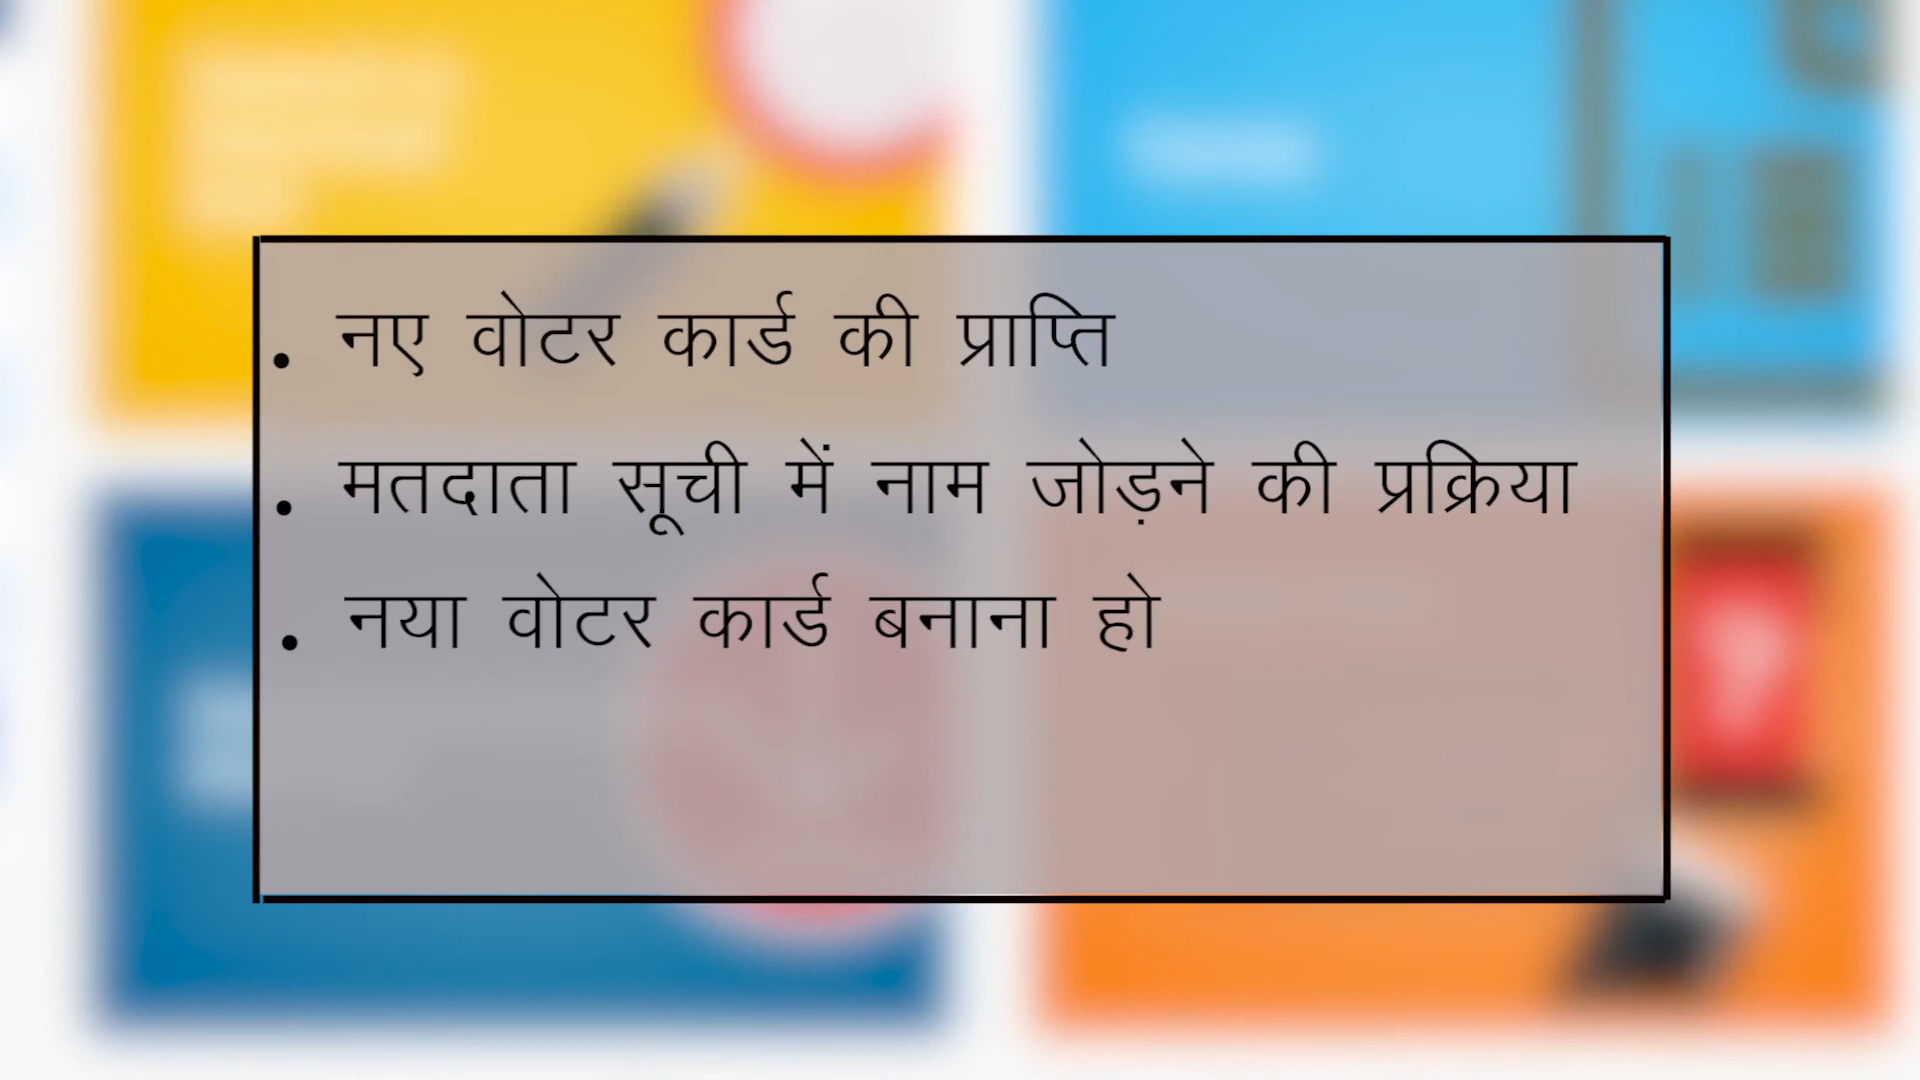 . नए वोटर कार्ड की प्राप्ति
. मतदाता सूची में नाम जोड़ने की प्रक्रिया
. नया वोटर कार्ड बनाना हो